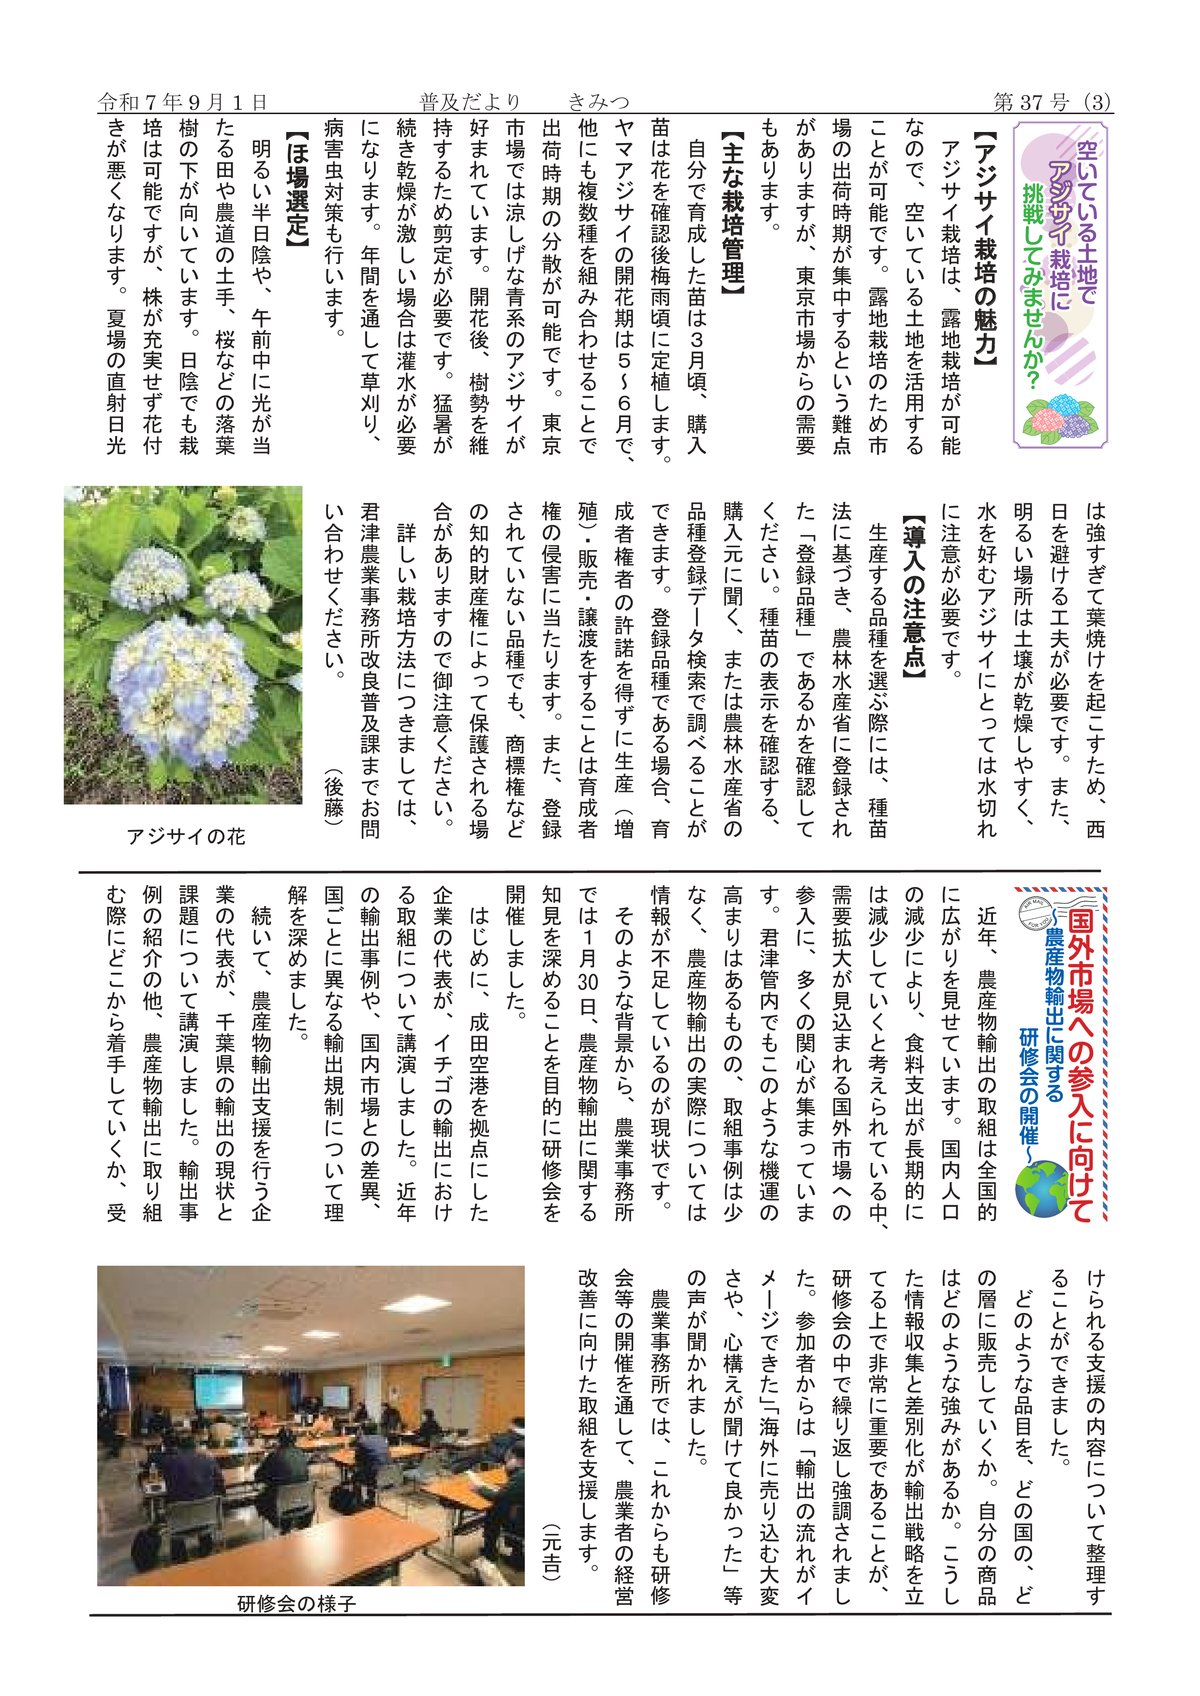 令和７年９月１日　普及だより　きみつ　第 37 号（3）
空いている土地で
アジサイ栽培に
挑戦してみませんか？
【アジサイ栽培の魅力】
　アジサイ栽培は、露地栽培が可能
なので、空いている土地を活用する
ことが可能です。露地栽培のため市
場の出荷時期が集中するという難点
がありますが、東京市場からの需要
もあります。
【主な栽培管理】
　自分で育成した苗は３月頃、購入
苗は花を確認後梅雨頃に定植します。
ヤマアジサイの開花期は５～６月で、
他にも複数種を組み合わせることで
出荷時期の分散が可能です。東京
市場では涼しげな青系のアジサイが
好まれています。開花後、樹勢を維
持するため剪定が必要です。猛暑が
続き乾燥が激しい場合は灌水が必要
になります。年間を通して草刈り、
病害虫対策も行います。
【ほ場選定】
　明るい半日陰や、午前中に光が当
たる田や農道の土手、桜などの落葉
樹の下が向いています。日陰でも栽
培は可能ですが、株が充実せず花付
きが悪くなります。夏場の直射日光
は強すぎて葉焼けを起こすため、西
日を避ける工夫が必要です。また、
明るい場所は土壌が乾燥しやすく、
水を好むアジサイにとっては水切れ
に注意が必要です。
【導入の注意点】
　生産する品種を選ぶ際には、種苗
法に基づき、農林水産省に登録され
た「登録品種」であるかを確認して
ください。種苗の表示を確認する、
購入元に聞く、または農林水産省の
品種登録データ検索で調べることが
できます。登録品種である場合、育
成者権者の許諾を得ずに生産（増
殖）・販売・譲渡をすることは育成者
権の侵害に当たります。また、登録
されていない品種でも、商標権など
の知的財産権によって保護される場
合がありますので御注意ください。
　詳しい栽培方法につきましては、
君津農業事務所改良普及課までお問
い合わせください。　（後藤）
アジサイの花
AIR MAIL
FOR YOU
国外市場への参入に向けて
～農産物輸出に関する
研修会の開催～
　近年、農産物輸出の取組は全国的
に広がりを見せています。国内人口
の減少により、食料支出が長期的に
は減少していくと考えられている中、
需要拡大が見込まれる国外市場への
参入に、多くの関心が集まっていま
す。君津管内でもこのような機運の
高まりはあるものの、取組事例は少
なく、農産物輸出の実際については
情報が不足しているのが現状です。
　そのような背景から、農業事務所
では１月 30 日、農産物輸出に関する
知見を深めることを目的に研修会を
開催しました。
　はじめに、成田空港を拠点にした
企業の代表が、イチゴの輸出におけ
る取組について講演しました。近年
の輸出事例や、国内市場との差異、
国ごとに異なる輸出規制について理
解を深めました。
　続いて、農産物輸出支援を行う企
業の代表が、千葉県の輸出の現状と
課題について講演しました。輸出事
例の紹介の他、農産物輸出に取り組
む際にどこから着手していくか、受
けられる支援の内容について整理す
ることができました。
　どのような品目を、どの国の、ど
の層に販売していくか。自分の商品
はどのような強みがあるか。こうし
た情報収集と差別化が輸出戦略を立
てる上で非常に重要であることが、
研修会の中で繰り返し強調されまし
た。参加者からは「輸出の流れがイ
メージできた」「海外に売り込む大変
さや、心構えが聞けて良かった」等
の声が聞かれました。
　農業事務所では、これからも研修
会等の開催を通して、農業者の経営
改善に向けた取組を支援します。
（元吉）
研修会の様子